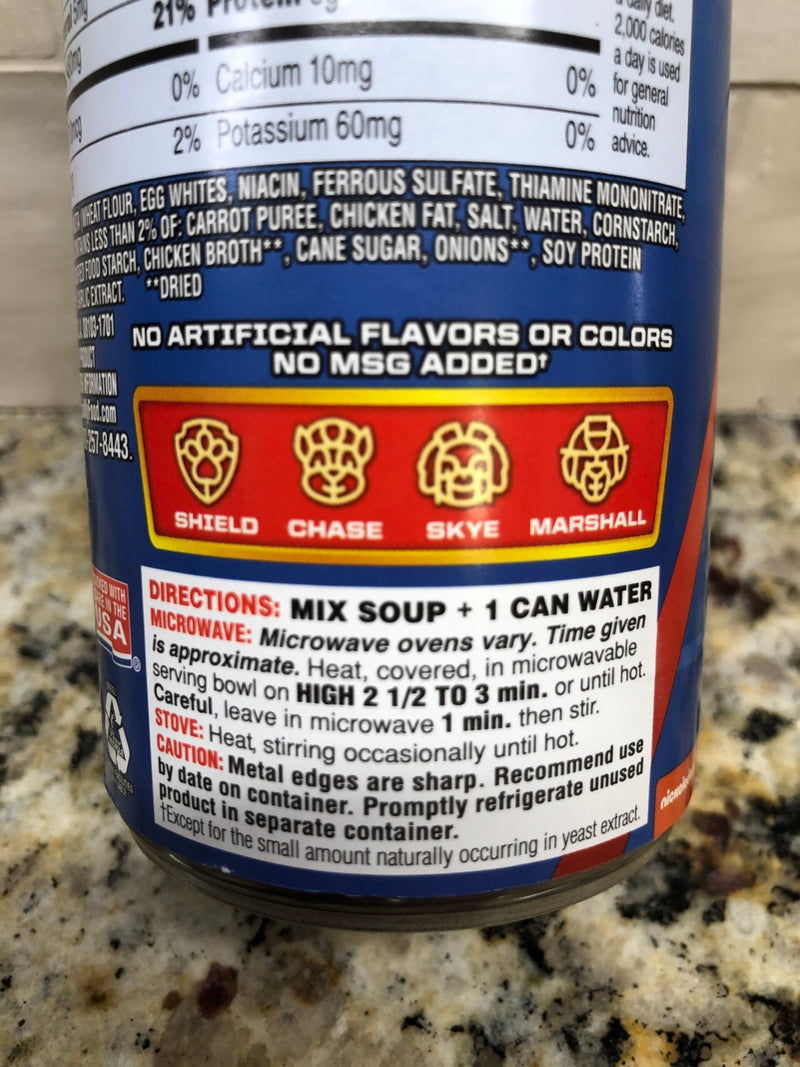 21% Protein
0% Calcium 10mg 0%
2% Potassium 60mg 0%
daily diet.
2,000 calories
a day is used
for general
nutrition
advice.
WHEAT FLOUR, EGG WHITES, NIACIN, FERROUS SULFATE, THIAMINE MONONITRATE,
LESS THAN 2% OF: CARROT PUREE, CHICKEN FAT, SALT, WATER, CORNSTARCH,
FOOD STARCH, CHICKEN BROTH**, CANE SUGAR, ONIONS**, SOY PROTEIN
EXTRACT. **DRIED
08103-1701
257-8443.
NO ARTIFICIAL FLAVORS OR COLORS
NO MSG ADDED†
SHIELD CHASE SKYE MARSHALL
WITH
IN THE
USA
DIRECTIONS: MIX SOUP + 1 CAN WATER
MICROWAVE: Microwave ovens vary. Time given
is approximate. Heat, covered, in microwavable
serving bowl on HIGH 2 1/2 TO 3 min. or until hot.
Careful, leave in microwave 1 min. then stir.
STOVE: Heat, stirring occasionally until hot.
CAUTION: Metal edges are sharp. Recommend use
by date on container. Promptly refrigerate unused
product in separate container.
†Except for the small amount naturally occurring in yeast extract.